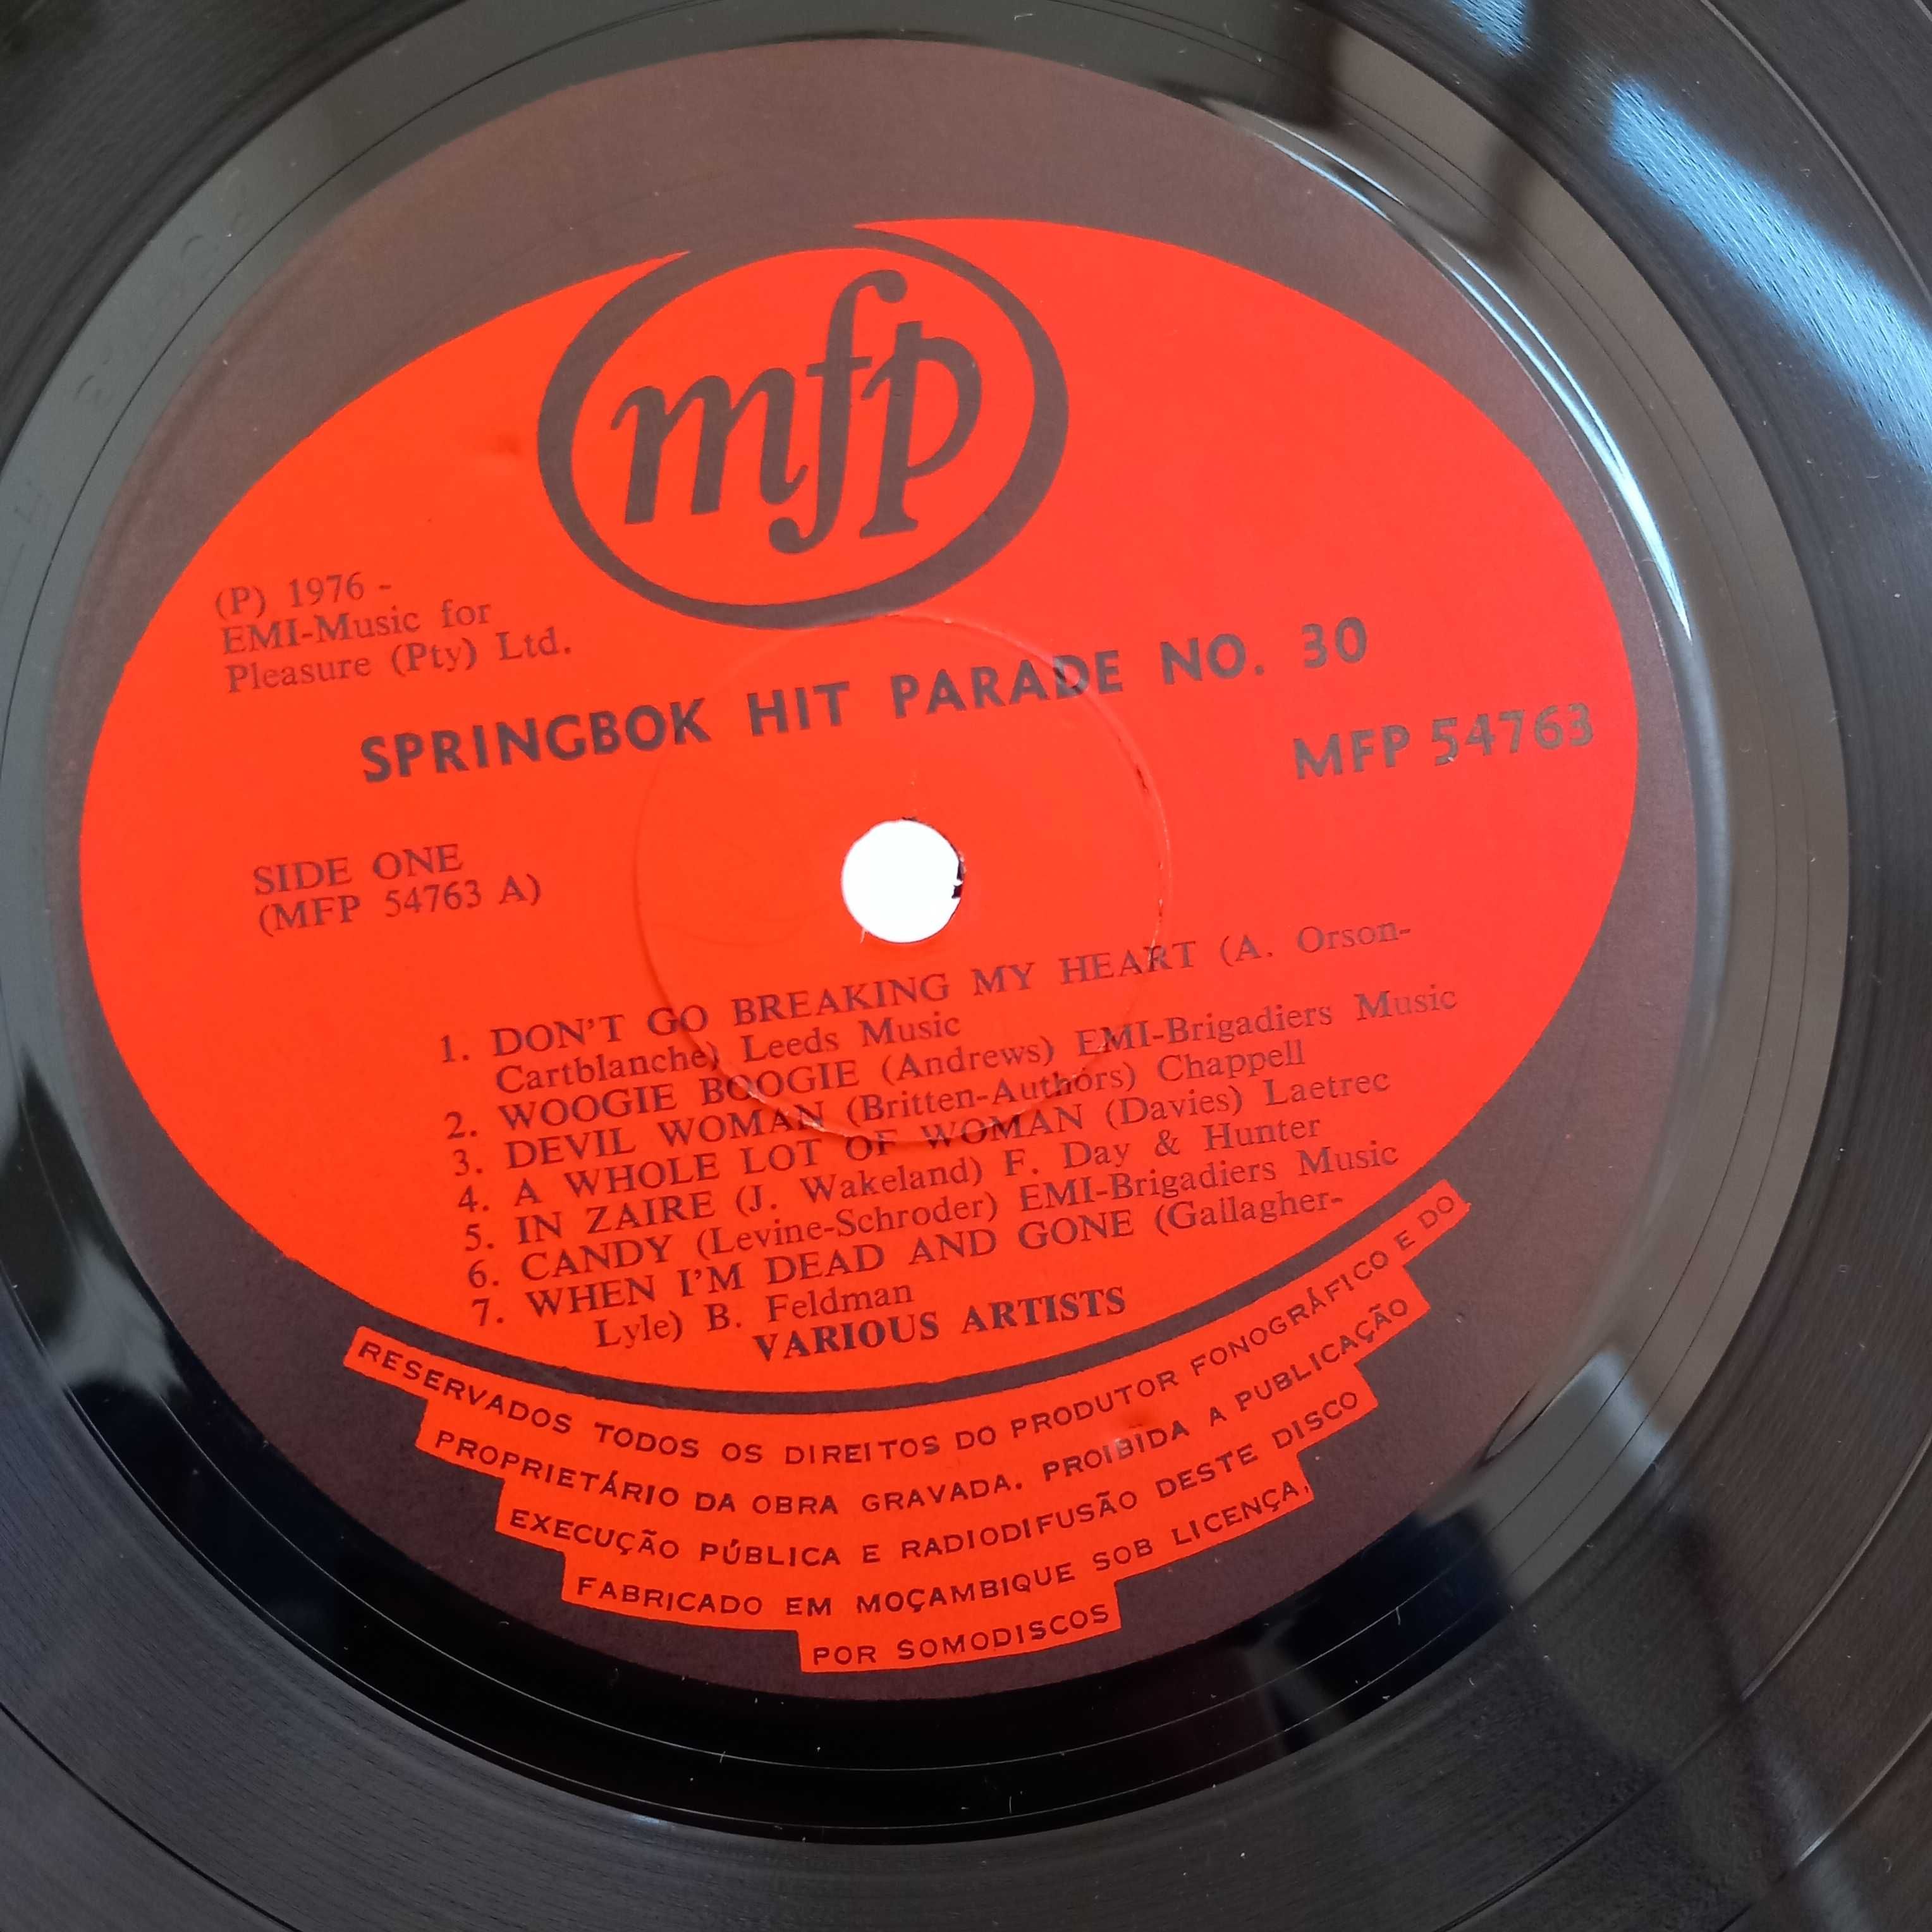 mfp
(P) 1976 -
EMI-Music for
Pleasure (Pty) Ltd.
SPRINGBOK HIT PARADE NO. 30
MFP 54763
SIDE ONE
(MFP 54763 A)
1. DON'T GO BREAKING MY HEART (A. Orson-
Cartblanche) Leeds Music
2. WOOGIE BOOGIE (Andrews) EMI-Brigadiers Music
3. DEVIL WOMAN (Britten-Authors) Chappell
4. A WHOLE LOT OF WOMAN (Davies) Laetrec
5. IN ZAIRE (J. Wakeland) F. Day & Hunter
6. CANDY (Levine-Schroder) EMI-Brigadiers Music
7. WHEN I'M DEAD AND GONE (Gallagher-
Lyle) B. Feldman
VARIOUS ARTISTS
RESERVADOS TODOS OS DIREITOS DO PRODUTOR FONOGRÁFICO E DO
PROPRIETÁRIO DA OBRA GRAVADA. PROIBIDA A PUBLICAÇÃO
EXECUÇÃO PÚBLICA E RADIODIFUSÃO DESTE DISCO
FABRICADO EM MOÇAMBIQUE SOB LICENÇA,
POR SOMODISCOS